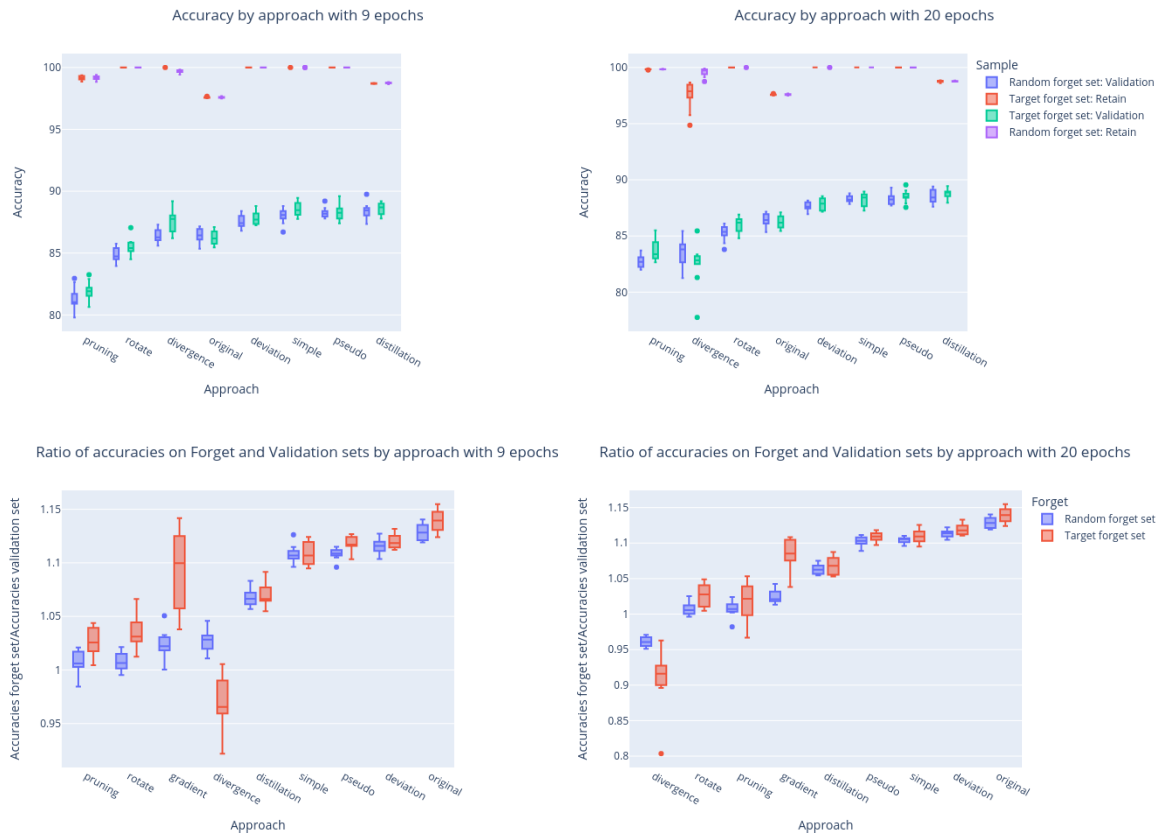 Accuracy by approach with 9 epochs
100
95
90
85
80
Accuracy
pruning
rotate
divergence
original
deviation
simple
pseudo
distillation
Approach
Accuracy by approach with 20 epochs
100
95
90
85
80
Accuracy
pruning
divergence
rotate
original
deviation
simple
pseudo
distillation
Approach
Sample
Random forget set: Validation
Target forget set: Retain
Target forget set: Validation
Random forget set: Retain
Ratio of accuracies on Forget and Validation sets by approach with 9 epochs
1.15
1.1
1.05
1
0.95
Accuracies forget set/Accuracies validation set
pruning
rotate
gradient
divergence
distillation
simple
pseudo
deviation
original
Approach
Ratio of accuracies on Forget and Validation sets by approach with 20 epochs
1.15
1.1
1.05
1
0.95
0.9
0.85
0.8
Accuracies forget set/Accuracies validation set
divergence
rotate
pruning
gradient
distillation
pseudo
simple
deviation
original
Approach
Forget
Random forget set
Target forget set